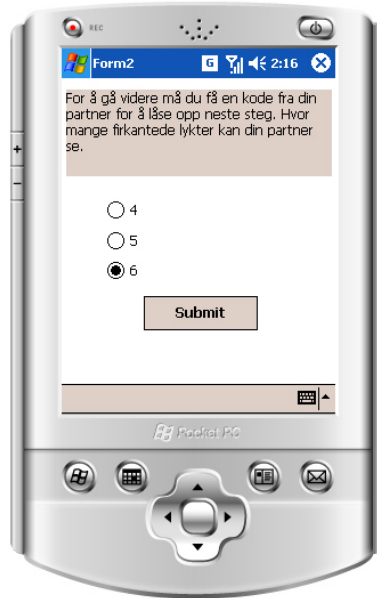 REC
Form2 G 2:16
For å gå videre må du få en kode fra din
partner for å låse opp neste steg. Hvor
mange firkantede lykter kan din partner
se.
4
5
6
Submit
+
-
Pocket PC